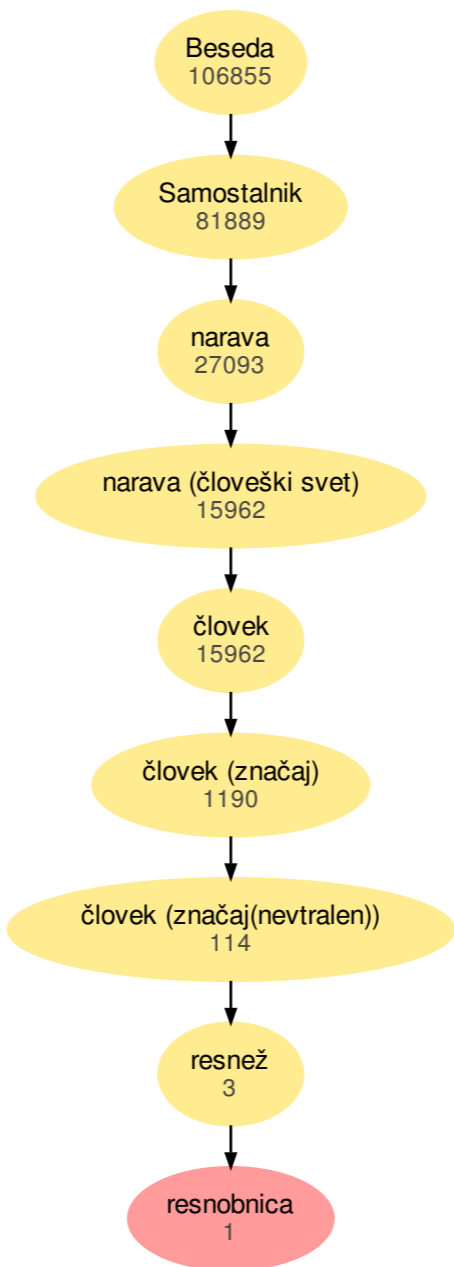 Beseda
106855
Samostalnik
81889
narava
27093
narava (človeški svet)
15962
človek
15962
človek (značaj)
1190
človek (značaj(nevtralen))
114
resnež
3
resnobnica
1